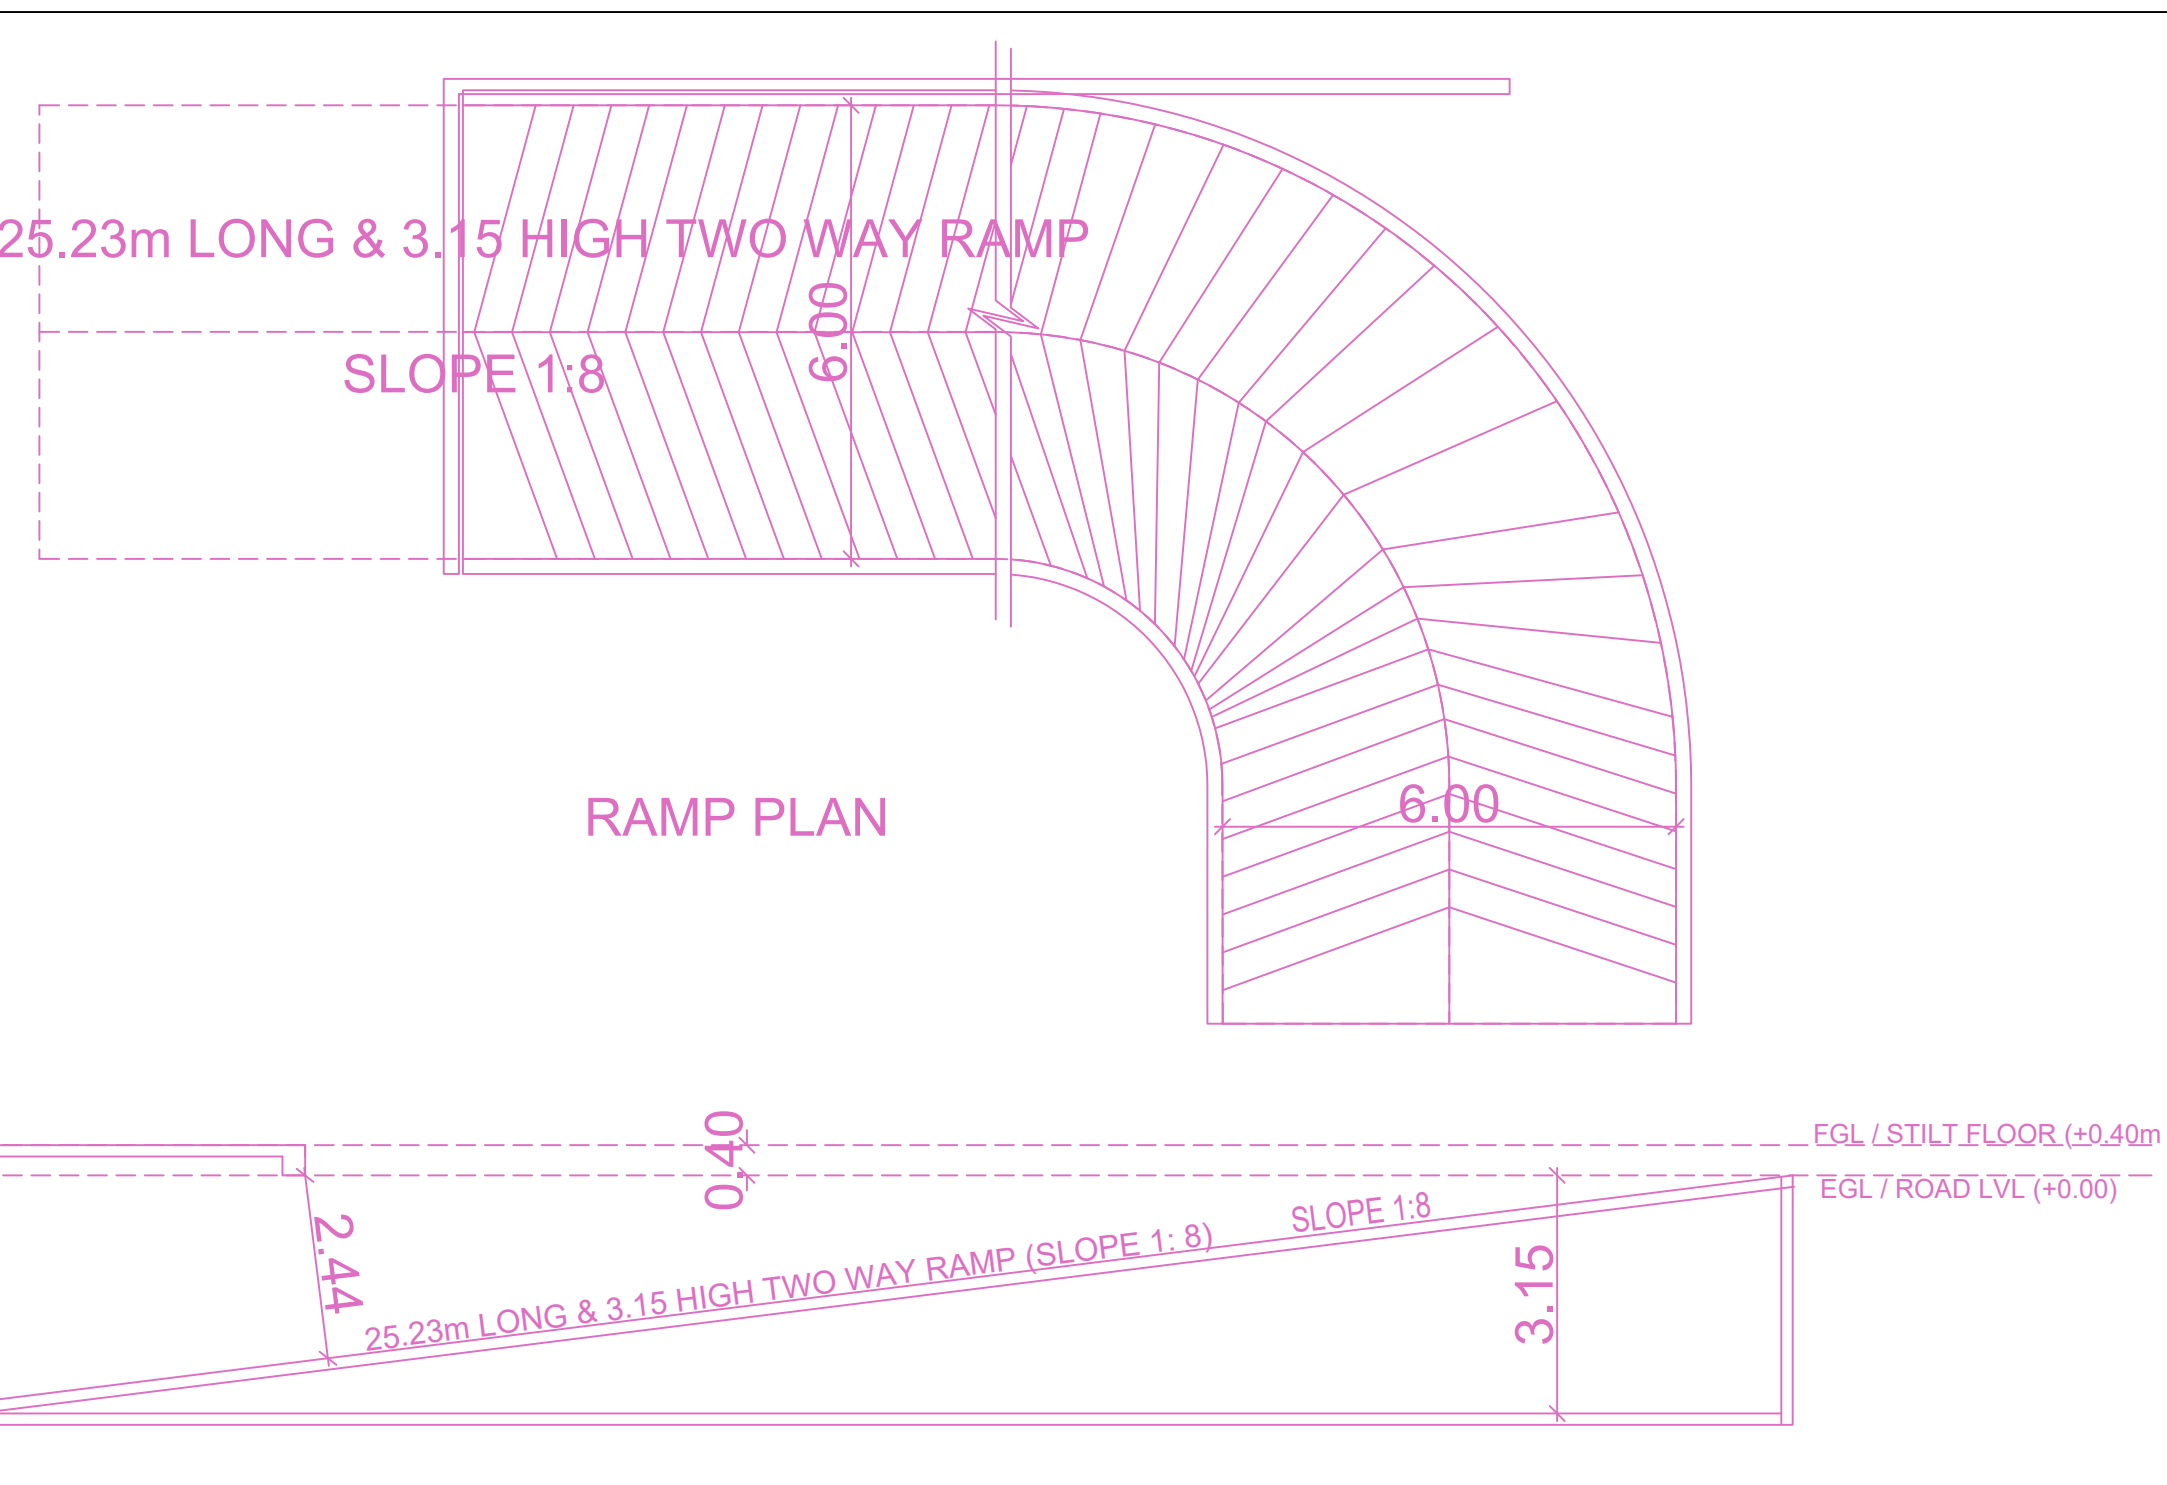 25.23m LONG & 3.15 HIGH TWO WAY RAMP
6.00
SLOPE 1:8
RAMP PLAN
6.00
0.40
FGL / STILT FLOOR (+0.40m
EGL / ROAD LVL (+0.00)
2.44
25.23m LONG & 3.15 HIGH TWO WAY RAMP (SLOPE 1: 8)
SLOPE 1:8
3.15